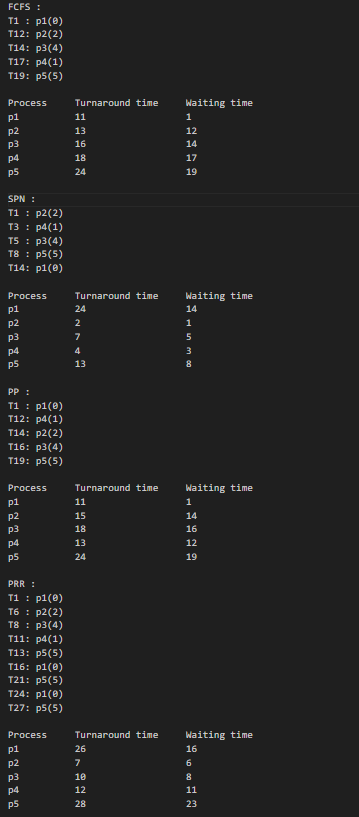 FCFS :
T1 : p1(0)
T12: p2(2)
T14: p3(4)
T17: p4(1)
T19: p5(5)
Process Turnaround time Waiting time
p1 11 1
p2 13 12
p3 16 14
p4 18 17
p5 24 19
SPN :
T1 : p2(2)
T3 : p4(1)
T5 : p3(4)
T8 : p5(5)
T14: p1(0)
Process Turnaround time Waiting time
p1 24 14
p2 2 1
p3 7 5
p4 4 3
p5 13 8
PP :
T1 : p1(0)
T12: p4(1)
T14: p2(2)
T16: p3(4)
T19: p5(5)
Process Turnaround time Waiting time
p1 11 1
p2 15 14
p3 18 16
p4 13 12
p5 24 19
PRR :
T1 : p1(0)
T6 : p2(2)
T8 : p3(4)
T11: p4(1)
T13: p5(5)
T16: p1(0)
T21: p5(5)
T24: p1(0)
T27: p5(5)
Process Turnaround time Waiting time
p1 26 16
p2 7 6
p3 10 8
p4 12 11
p5 28 23